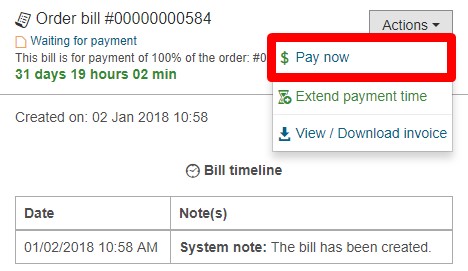 Order bill #00000000584
Actions
Waiting for payment
This bill is for payment of 100% of the order: #0
31 days 19 hours 02 min
$ Pay now
Extend payment time
View / Download invoice
Created on: 02 Jan 2018 10:58
Bill timeline
Date Note(s)
01/02/2018 10:58 AM System note: The bill has been created.